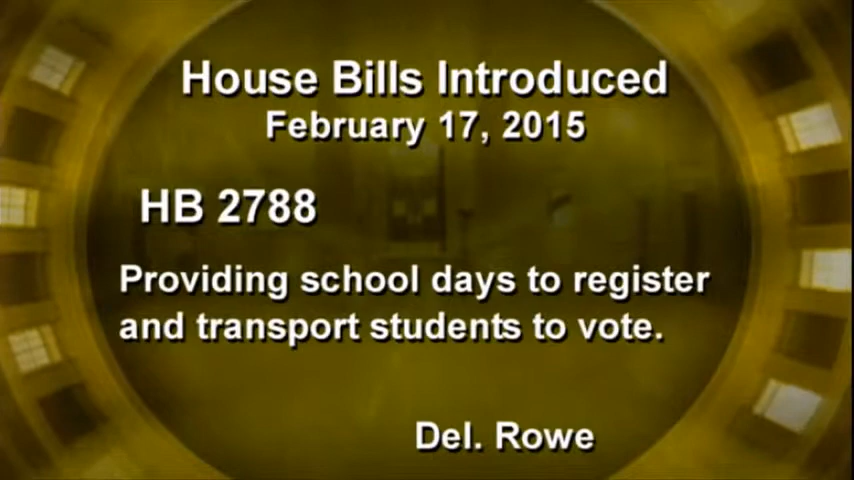 House Bills Introduced
February 17, 2015
HB 2788
Providing school days to register
and transport students to vote.
Del. Rowe